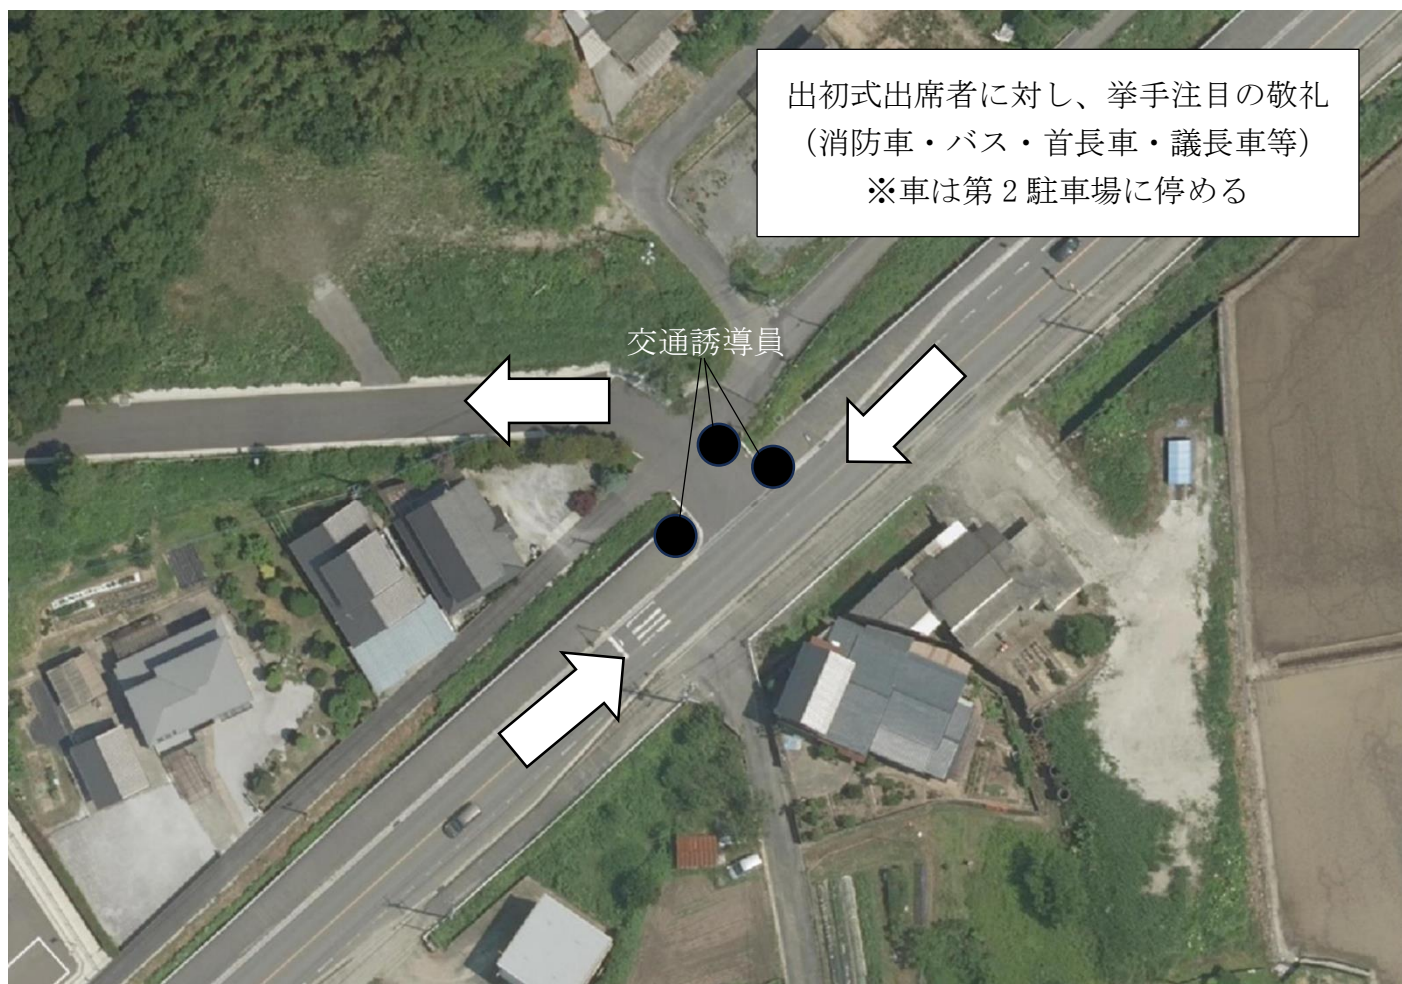 出初式出席者に対し、挙手注目の敬礼
（消防車・バス・首長車・議長車等）
※車は第２駐車場に停める
交通誘導員